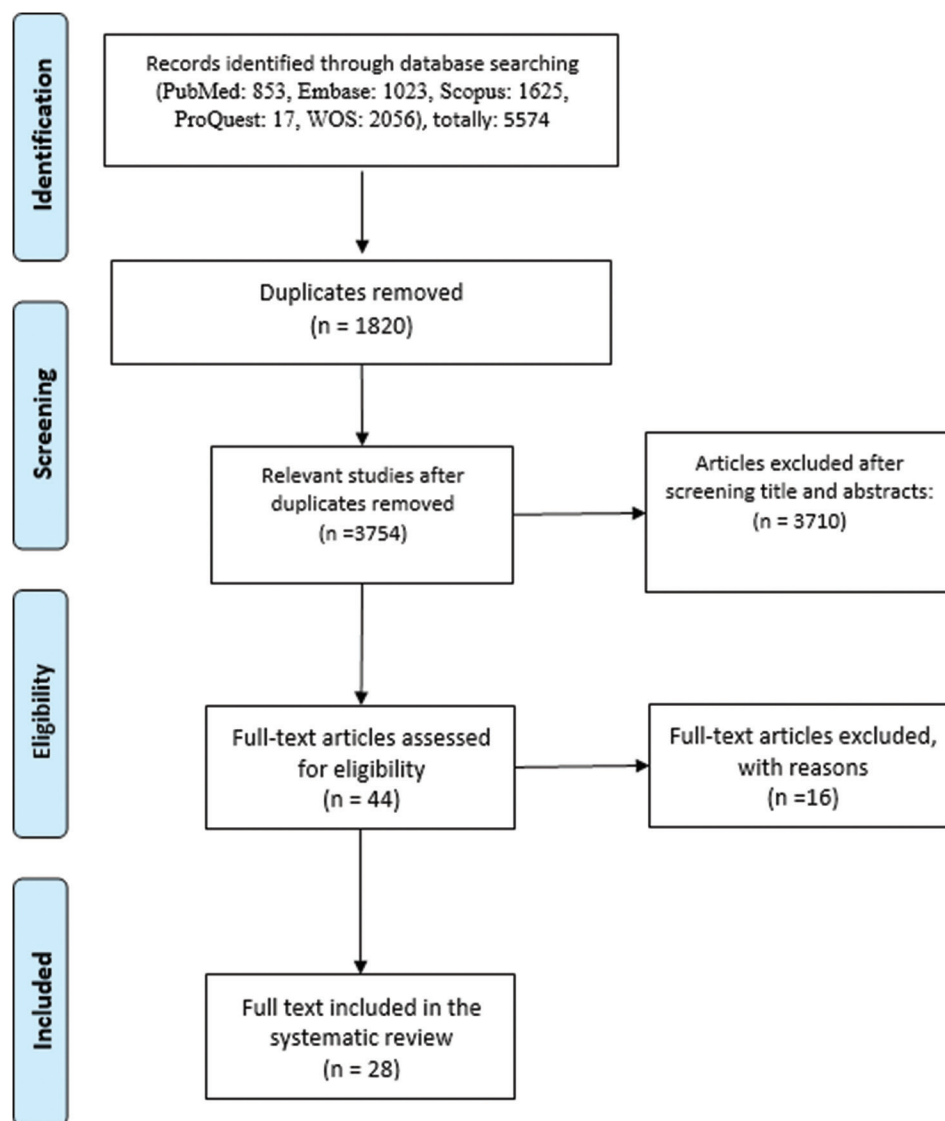 Identification
Records identified through database searching
(PubMed: 853, Embase: 1023, Scopus: 1625,
ProQuest: 17, WOS: 2056), totally: 5574
Duplicates removed
(n = 1820)
Screening
Relevant studies after
duplicates removed
(n =3754)
Articles excluded after
screening title and abstracts:
(n = 3710)
Eligibility
Full-text articles assessed
for eligibility
(n = 44)
Full-text articles excluded,
with reasons
(n =16)
Included
Full text included in the
systematic review
(n = 28)